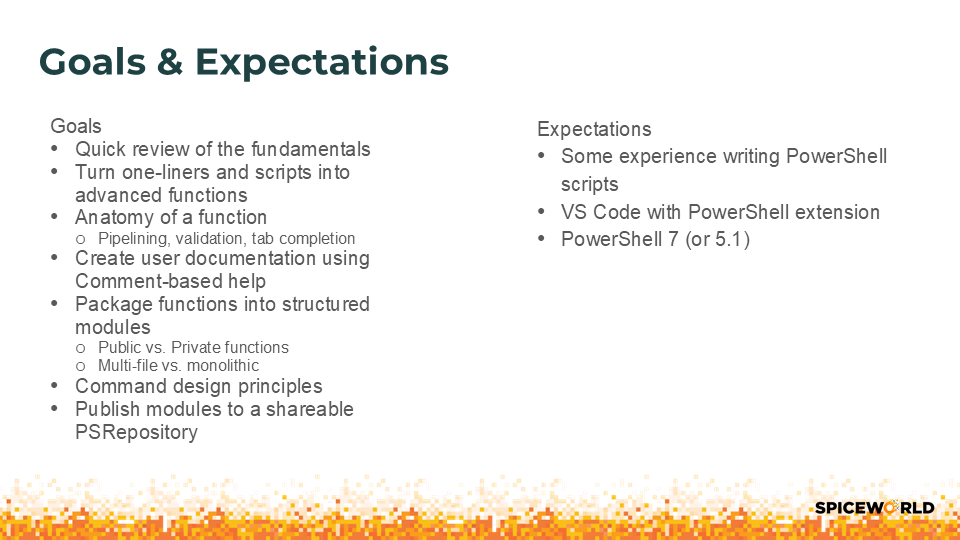 Goals & Expectations
Goals
• Quick review of the fundamentals
• Turn one-liners and scripts into
advanced functions
• Anatomy of a function
○ Pipelining, validation, tab completion
• Create user documentation using
Comment-based help
• Package functions into structured
modules
○ Public vs. Private functions
○ Multi-file vs. monolithic
• Command design principles
• Publish modules to a shareable
PSRepository
Expectations
• Some experience writing PowerShell
scripts
• VS Code with PowerShell extension
• PowerShell 7 (or 5.1)
SPICEWORLD